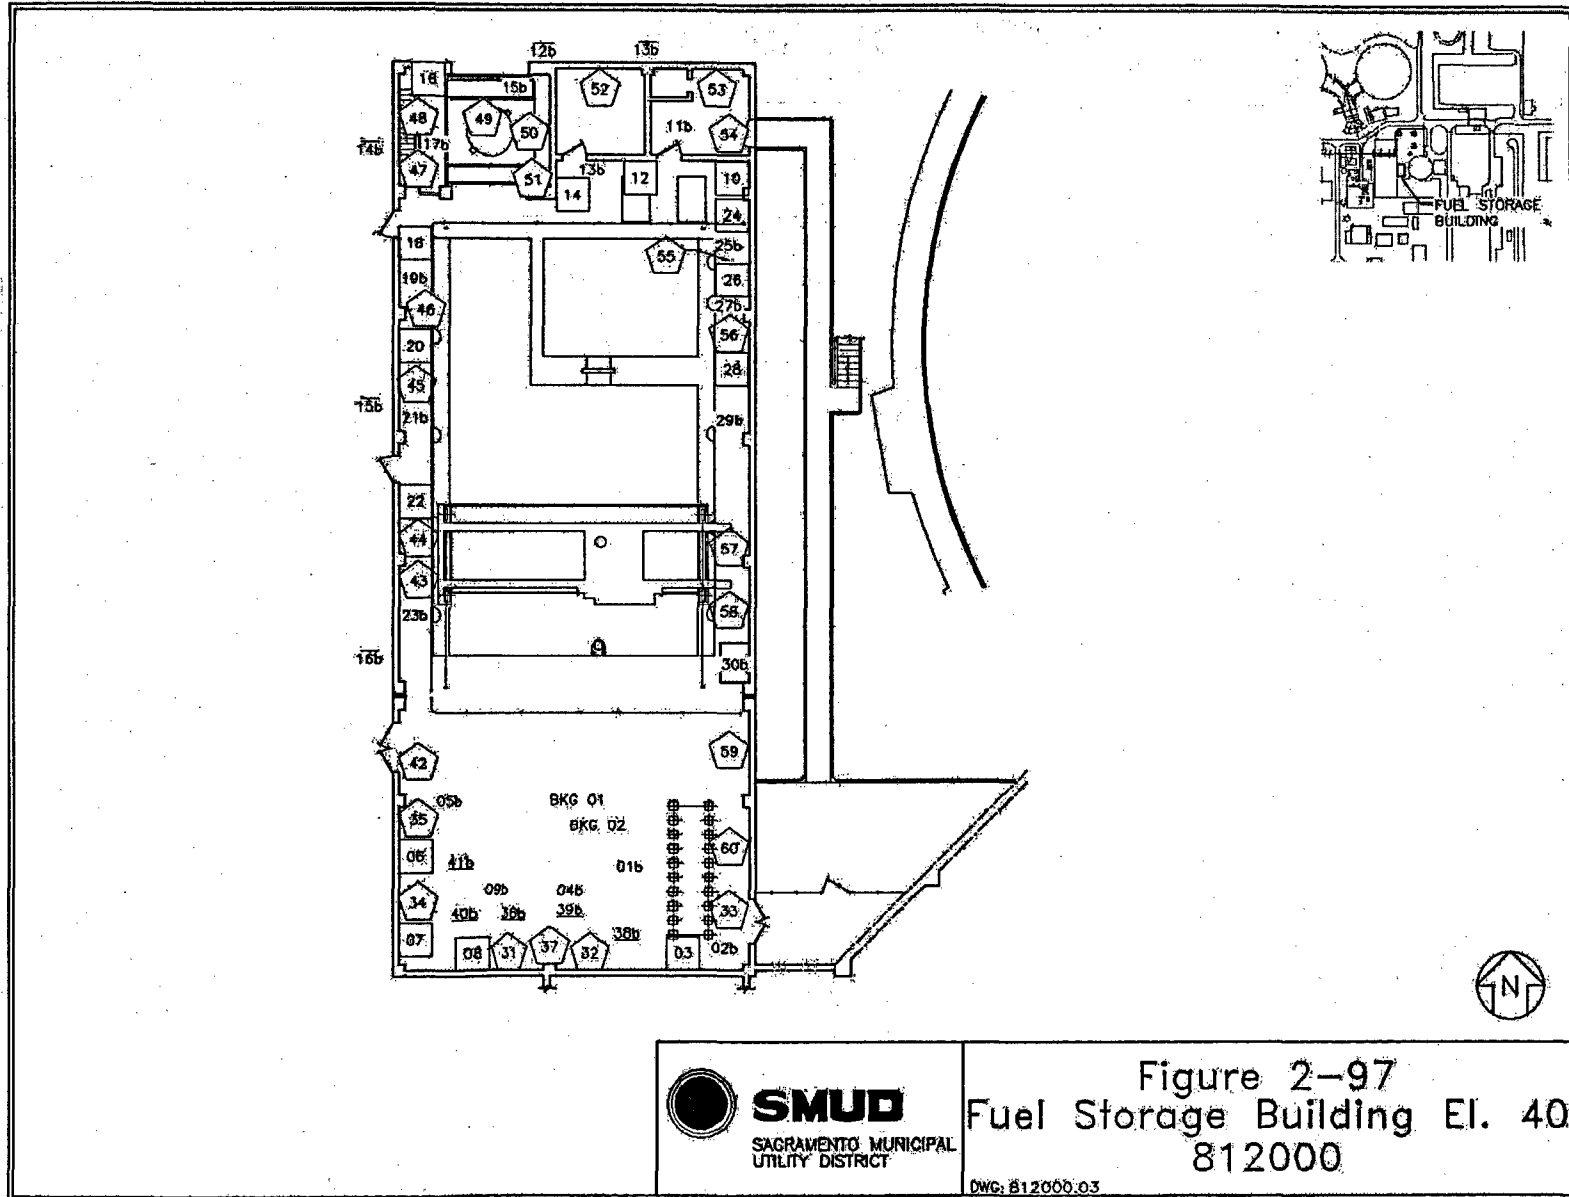 12b 13b
16 15b 52 53
48 49 50 11b 54
14b 17b
47 51 13b 14 12 10
24
18 55 25b
19b 26
46 27b
20 56
45 28
15b 21b 29b
22
44 57
43
23b 58
16b 30b
42 59
05b BKG 01
35 BKG 02
06 41b 01b 60
09b 04b
34 40b 36b 39b 33
07 38b
08 31 37 32 03 02b
FUEL STORAGE
BUILDING
N
SMUD
SACRAMENTO MUNICIPAL
UTILITY DISTRICT
Figure 2-97
Fuel Storage Building El. 40
812000
DWG: 812000.03